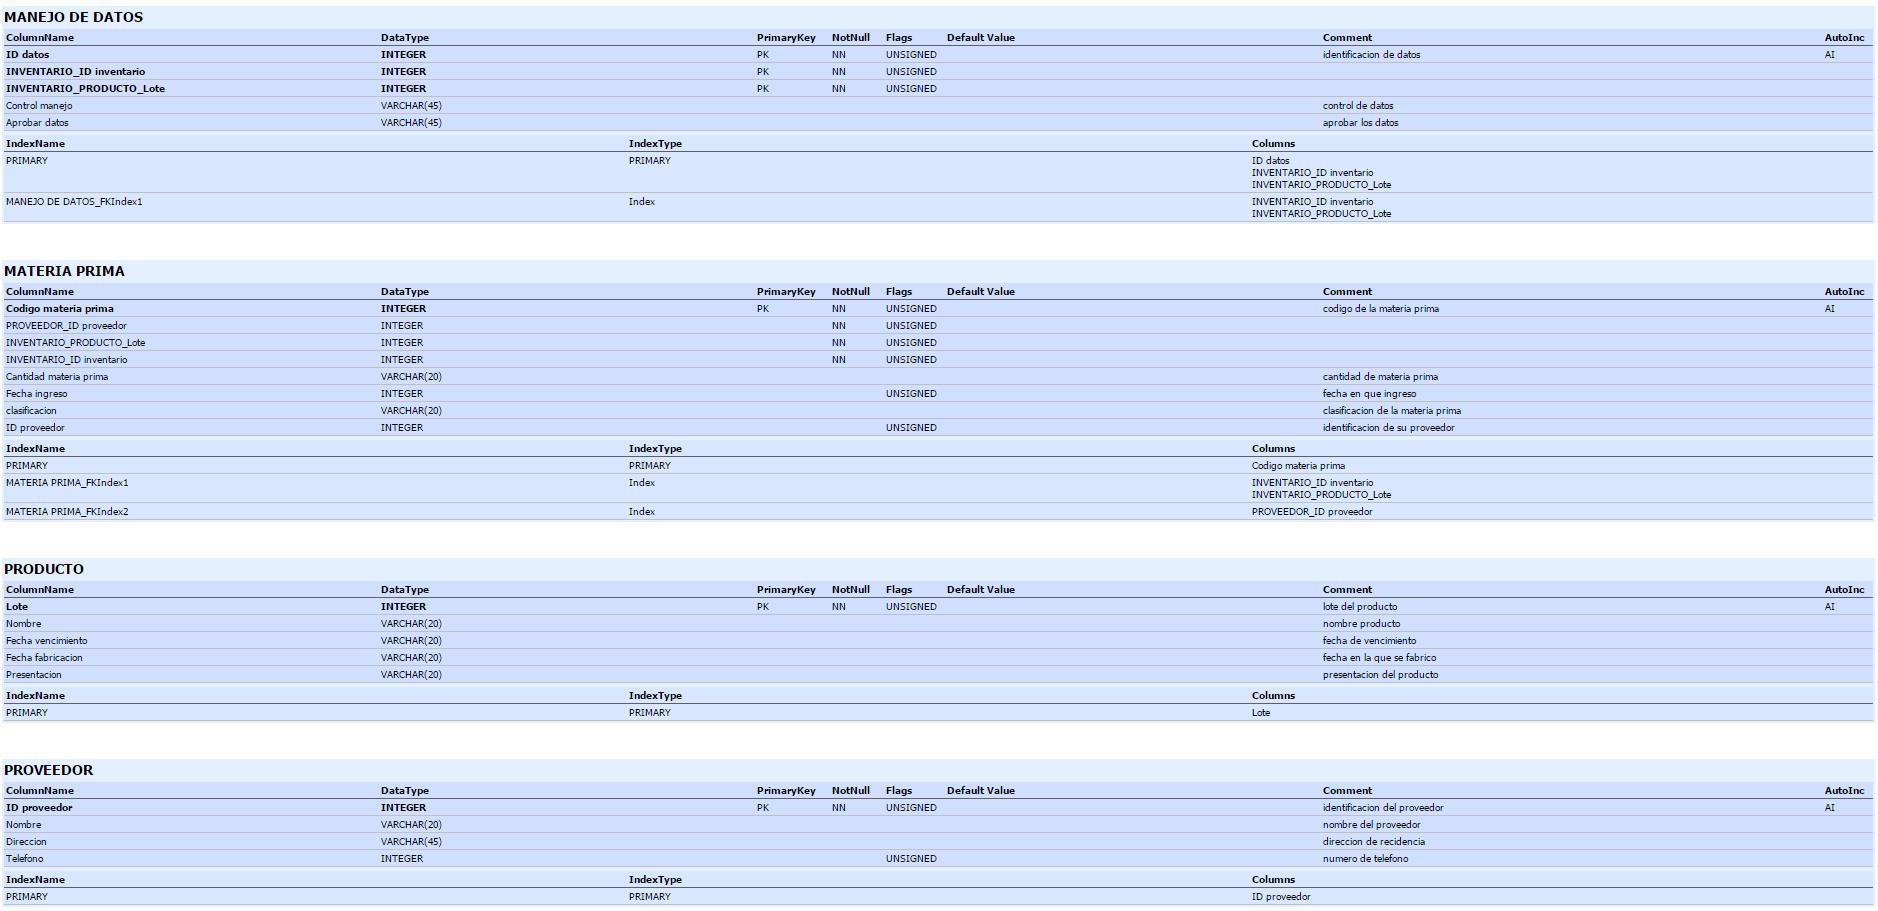 MANEJO DE DATOS
ColumnName DataType PrimaryKey NotNull Flags Default Value Comment AutoInc
ID datos INTEGER PK NN UNSIGNED identificacion de datos AI
INVENTARIO_ID inventario INTEGER PK NN UNSIGNED
INVENTARIO_PRODUCTO_Lote INTEGER PK NN UNSIGNED
Control manejo VARCHAR(45) control de datos
Aprobar datos VARCHAR(45) aprobar los datos
IndexName IndexType Columns
PRIMARY PRIMARY ID datos
INVENTARIO_ID inventario
INVENTARIO_PRODUCTO_Lote
MANEJO DE DATOS_FKIndex1 Index INVENTARIO_ID inventario
INVENTARIO_PRODUCTO_Lote
MATERIA PRIMA
ColumnName DataType PrimaryKey NotNull Flags Default Value Comment AutoInc
Codigo materia prima INTEGER PK NN UNSIGNED codigo de la materia prima AI
PROVEEDOR_ID proveedor INTEGER NN UNSIGNED
INVENTARIO_PRODUCTO_Lote INTEGER NN UNSIGNED
INVENTARIO_ID inventario INTEGER NN UNSIGNED
Cantidad materia prima VARCHAR(20) cantidad de materia prima
Fecha ingreso INTEGER UNSIGNED fecha en que ingreso
clasificacion VARCHAR(20) clasificacion de la materia prima
ID proveedor INTEGER UNSIGNED identificacion de su proveedor
IndexName IndexType Columns
PRIMARY PRIMARY Codigo materia prima
MATERIA PRIMA_FKIndex1 Index INVENTARIO_ID inventario
INVENTARIO_PRODUCTO_Lote
MATERIA PRIMA_FKIndex2 Index PROVEEDOR_ID proveedor
PRODUCTO
ColumnName DataType PrimaryKey NotNull Flags Default Value Comment AutoInc
Lote INTEGER PK NN UNSIGNED lote del producto AI
Nombre VARCHAR(20) nombre producto
Fecha vencimiento VARCHAR(20) fecha de vencimiento
Fecha fabricacion VARCHAR(20) fecha en la que se fabrico
Presentacion VARCHAR(20) presentacion del producto
IndexName IndexType Columns
PRIMARY PRIMARY Lote
PROVEEDOR
ColumnName DataType PrimaryKey NotNull Flags Default Value Comment AutoInc
ID proveedor INTEGER PK NN UNSIGNED identificacion del proveedor AI
Nombre VARCHAR(20) nombre del proveedor
Direccion VARCHAR(45) direccion de recidencia
Telefono INTEGER UNSIGNED numero de telefono
IndexName IndexType Columns
PRIMARY PRIMARY ID proveedor